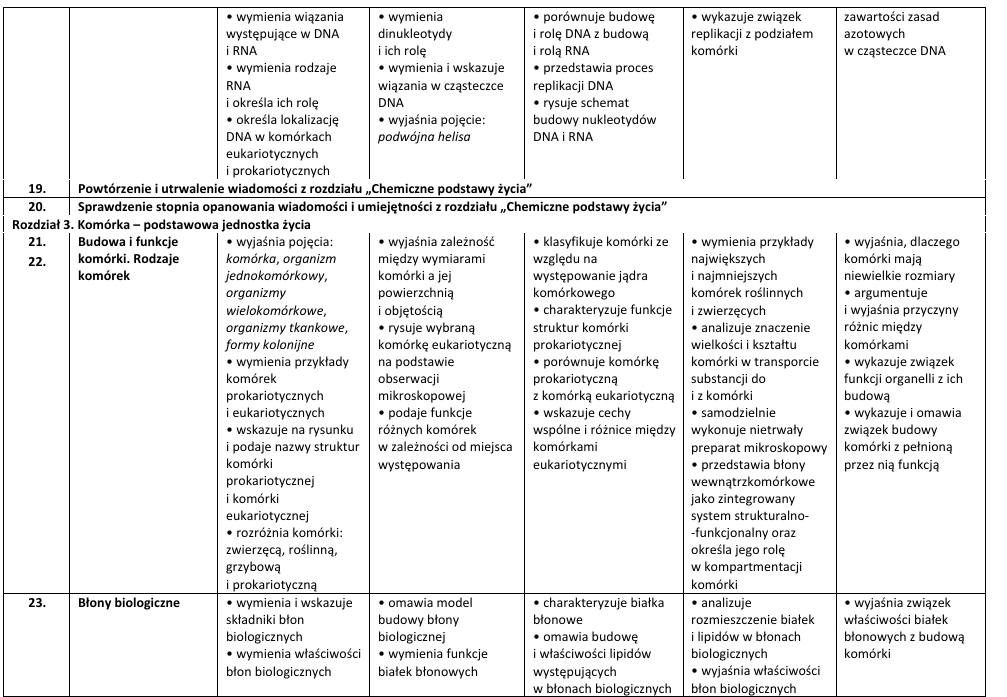 • wymienia wiązania
występujące w DNA
i RNA
• wymienia rodzaje
RNA
i określa ich rolę
• określa lokalizację
DNA w komórkach
eukariotycznych
i prokariotycznych
• wymienia
dinukleotydy
i ich rolę
• wymienia i wskazuje
wiązania w cząsteczce
DNA
• wyjaśnia pojęcie:
podwójna helisa
• porównuje budowę
i rolę DNA z budową
i rolą RNA
• przedstawia proces
replikacji DNA
• rysuje schemat
budowy nukleotydów
DNA i RNA
• wykazuje związek
replikacji z podziałem
komórki
zawartości zasad
azotowych
w cząsteczce DNA
19. Powtórzenie i utrwalenie wiadomości z rozdziału „Chemiczne podstawy życia”
20. Sprawdzenie stopnia opanowania wiadomości i umiejętności z rozdziału „Chemiczne podstawy życia”
Rozdział 3. Komórka – podstawowa jednostka życia
21.
22.
Budowa i funkcje
komórki. Rodzaje
komórek
• wyjaśnia pojęcia:
komórka, organizm
jednokomórkowy,
organizmy
wielokomórkowe,
organizmy tkankowe,
formy kolonijne
• wymienia przykłady
komórek
prokariotycznych
i eukariotycznych
• wskazuje na rysunku
i podaje nazwy struktur
komórki
prokariotycznej
i komórki
eukariotycznej
• rozróżnia komórki:
zwierzęcą, roślinną,
grzybową
i prokariotyczną
• wyjaśnia zależność
między wymiarami
komórki a jej
powierzchnią
i objętością
• rysuje wybraną
komórkę eukariotyczną
na podstawie
obserwacji
mikroskopowej
• podaje funkcje
różnych komórek
w zależności od miejsca
występowania
• klasyfikuje komórki ze
względu na
występowanie jądra
komórkowego
• charakteryzuje funkcje
struktur komórki
prokariotycznej
• porównuje komórkę
prokariotyczną
z komórką eukariotyczną
• wskazuje cechy
wspólne i różnice między
komórkami
eukariotycznymi
• wymienia przykłady
największych
i najmniejszych
komórek roślinnych
i zwierzęcych
• analizuje znaczenie
wielkości i kształtu
komórki w transporcie
substancji do
i z komórki
• samodzielnie
wykonuje nietrwały
preparat mikroskopowy
• przedstawia błony
wewnątrzkomórkowe
jako zintegrowany
system strukturalno-
-funkcjonalny oraz
określa jego rolę
w kompartmentacji
komórki
• wyjaśnia, dlaczego
komórki mają
niewielkie rozmiary
• argumentuje
i wyjaśnia przyczyny
różnic między
komórkami
• wykazuje związek
funkcji organelli z ich
budową
• wykazuje i omawia
związek budowy
komórki z pełnioną
przez nią funkcją
23.
Błony biologiczne
• wymienia i wskazuje
składniki błon
biologicznych
• wymienia właściwości
błon biologicznych
• omawia model
budowy błony
biologicznej
• wymienia funkcje
białek błonowych
• charakteryzuje białka
błonowe
• omawia budowę
i właściwości lipidów
występujących
w błonach biologicznych
• analizuje
rozmieszczenie białek
i lipidów w błonach
biologicznych
• wyjaśnia właściwości
błon biologicznych
• wyjaśnia związek
właściwości białek
błonowych z budową
komórki